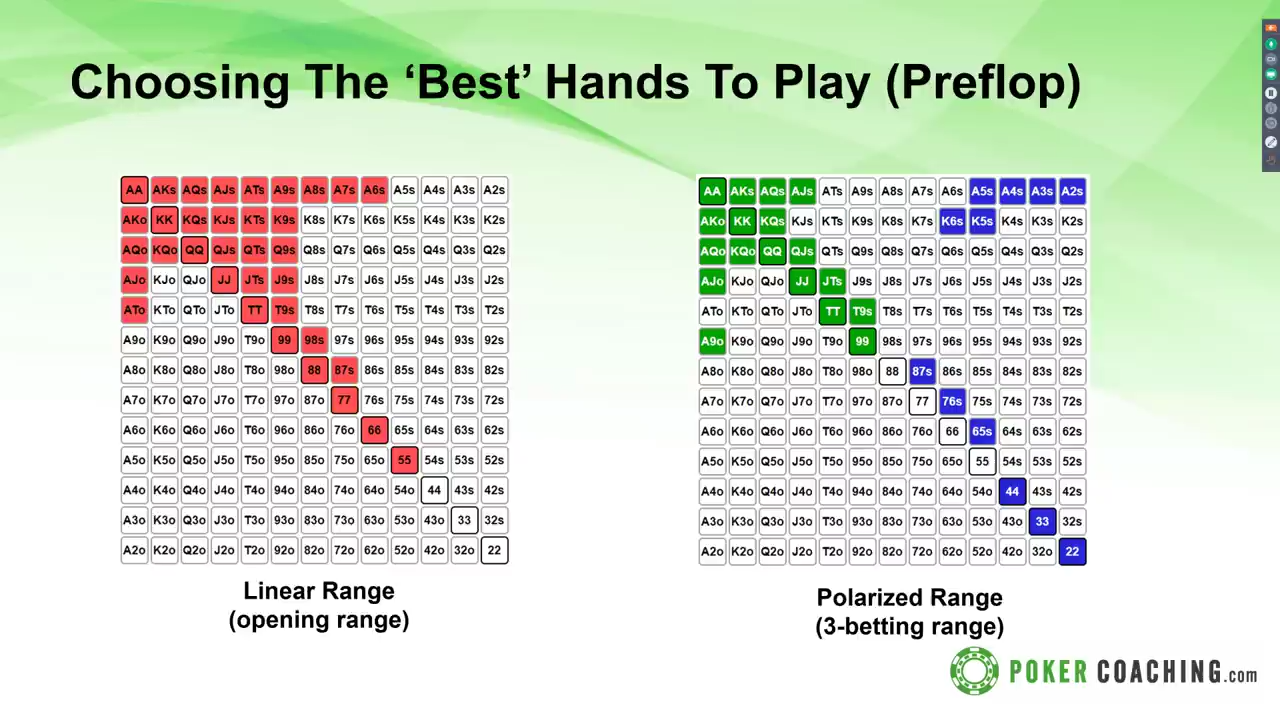 Choosing The ‘Best’ Hands To Play (Preflop)
AA AKs AQs AJs ATs A9s A8s A7s A6s A5s A4s A3s A2s
AKo KK KQs KJs KTs K9s K8s K7s K6s K5s K4s K3s K2s
AQo KQo QQ QJs QTs Q9s Q8s Q7s Q6s Q5s Q4s Q3s Q2s
AJo KJo QJo JJ JTs J9s J8s J7s J6s J5s J4s J3s J2s
ATo KTo QTo JTo TT T9s T8s T7s T6s T5s T4s T3s T2s
A9o K9o Q9o J9o T9o 99 98s 97s 96s 95s 94s 93s 92s
A8o K8o Q8o J8o T8o 98o 88 87s 86s 85s 84s 83s 82s
A7o K7o Q7o J7o T7o 97o 87o 77 76s 75s 74s 73s 72s
A6o K6o Q6o J6o T6o 96o 86o 76o 66 65s 64s 63s 62s
A5o K5o Q5o J5o T5o 95o 85o 75o 65o 55 54s 53s 52s
A4o K4o Q4o J4o T4o 94o 84o 74o 64o 54o 44 43s 42s
A3o K3o Q3o J3o T3o 93o 83o 73o 63o 53o 43o 33 32s
A2o K2o Q2o J2o T2o 92o 82o 72o 62o 52o 42o 32o 22
Linear Range
(opening range)
AA AKs AQs AJs ATs A9s A8s A7s A6s A5s A4s A3s A2s
AKo KK KQs KJs KTs K9s K8s K7s K6s K5s K4s K3s K2s
AQo KQo QQ QJs QTs Q9s Q8s Q7s Q6s Q5s Q4s Q3s Q2s
AJo KJo QJo JJ JTs J9s J8s J7s J6s J5s J4s J3s J2s
ATo KTo QTo JTo TT T9s T8s T7s T6s T5s T4s T3s T2s
A9o K9o Q9o J9o T9o 99 98s 97s 96s 95s 94s 93s 92s
A8o K8o Q8o J8o T8o 98o 88 87s 86s 85s 84s 83s 82s
A7o K7o Q7o J7o T7o 97o 87o 77 76s 75s 74s 73s 72s
A6o K6o Q6o J6o T6o 96o 86o 76o 66 65s 64s 63s 62s
A5o K5o Q5o J5o T5o 95o 85o 75o 65o 55 54s 53s 52s
A4o K4o Q4o J4o T4o 94o 84o 74o 64o 54o 44 43s 42s
A3o K3o Q3o J3o T3o 93o 83o 73o 63o 53o 43o 33 32s
A2o K2o Q2o J2o T2o 92o 82o 72o 62o 52o 42o 32o 22
Polarized Range
(3-betting range)
POKER COACHING.com